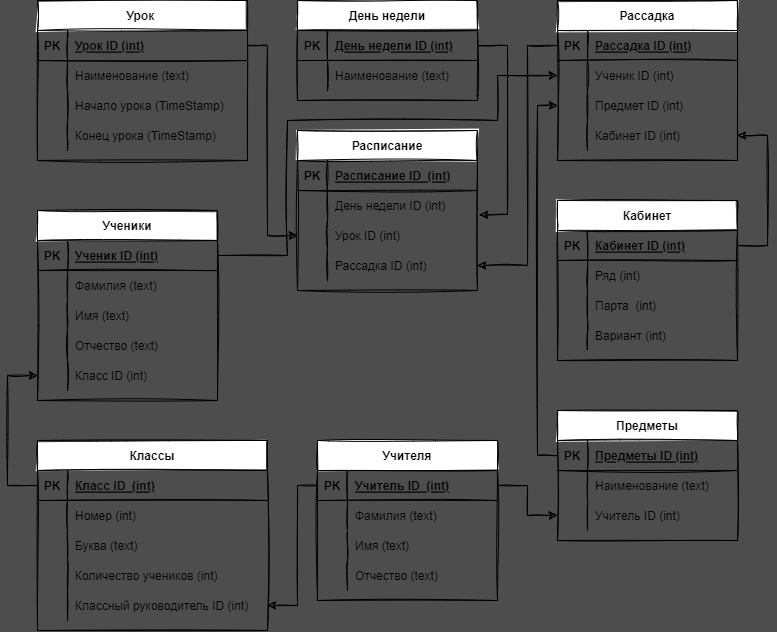 Урок
PK Урок ID (int)
Наименование (text)
Начало урока (TimeStamp)
Конец урока (TimeStamp)
День недели
PK День недели ID (int)
Наименование (text)
Рассадка
PK Рассадка ID (int)
Ученик ID (int)
Предмет ID (int)
Кабинет ID (int)
Расписание
PK Расписание ID (int)
День недели ID (int)
Урок ID (int)
Рассадка ID (int)
Ученики
PK Ученик ID (int)
Фамилия (text)
Имя (text)
Отчество (text)
Класс ID (int)
Кабинет
PK Кабинет ID (int)
Ряд (int)
Парта (int)
Вариант (int)
Классы
PK Класс ID (int)
Номер (int)
Буква (text)
Количество учеников (int)
Классный руководитель ID (int)
Учителя
PK Учитель ID (int)
Фамилия (text)
Имя (text)
Отчество (text)
Предметы
PK Предметы ID (int)
Наименование (text)
Учитель ID (int)